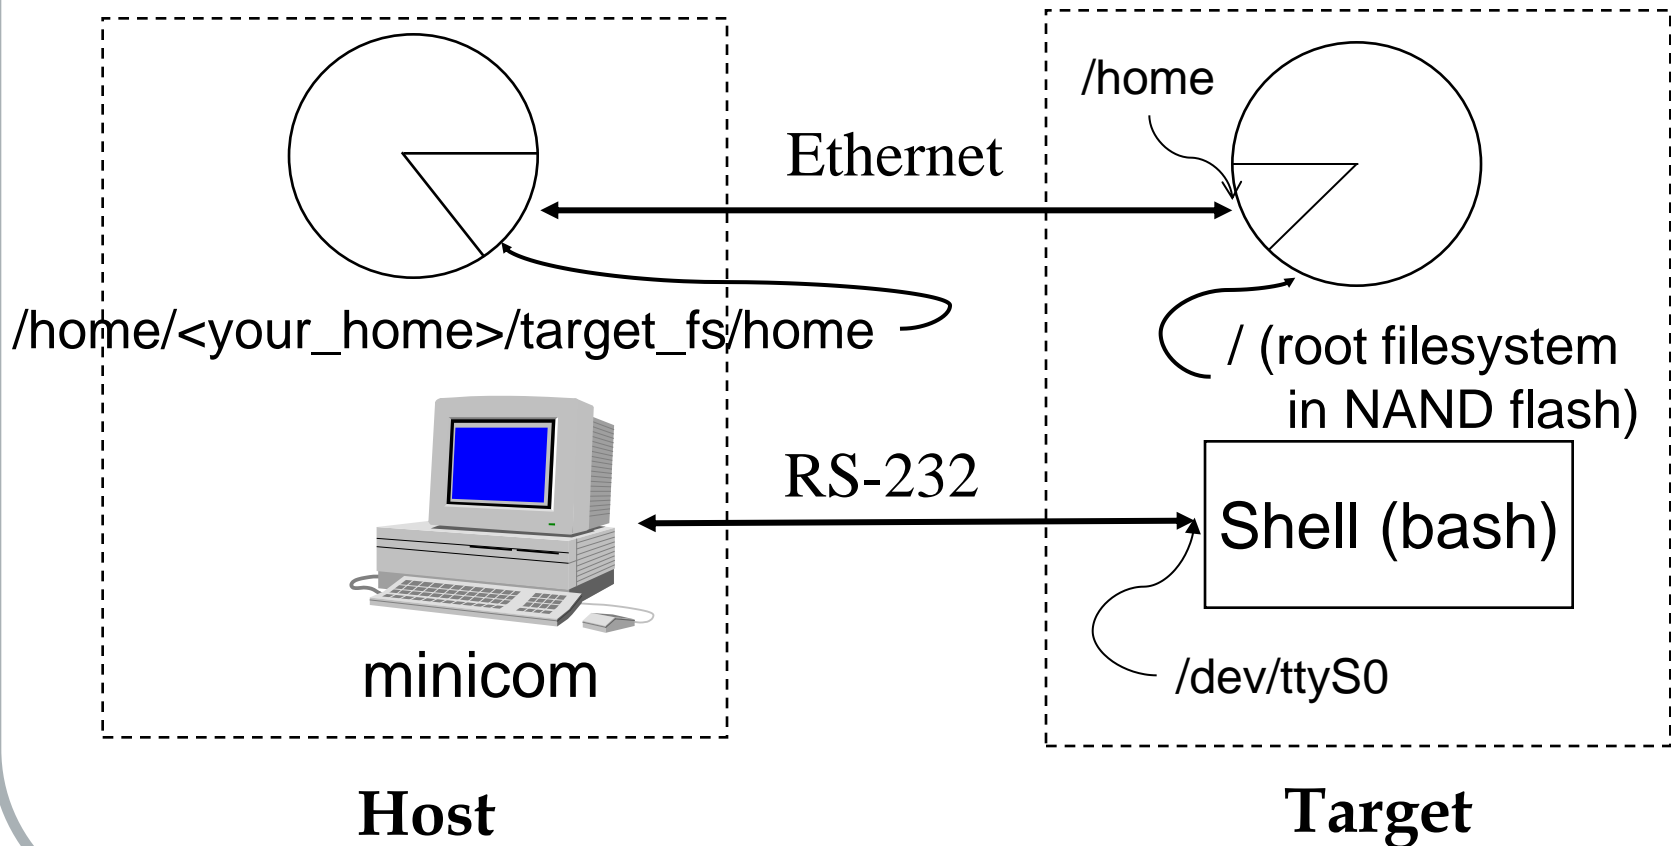 /home
Ethernet
/home/<your_home>/target_fs/home
/ (root filesystem
in NAND flash)
RS-232
Shell (bash)
minicom
/dev/ttyS0
Host
Target